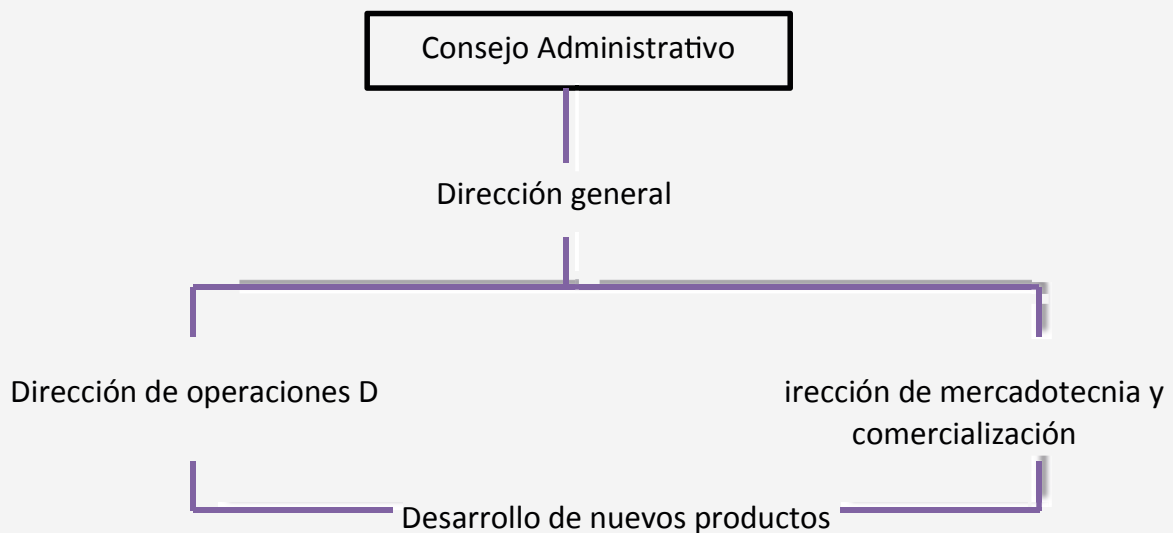 Consejo Administrativo
Dirección general
Dirección de operaciones D
irección de mercadotecnia y
comercialización
Desarrollo de nuevos productos